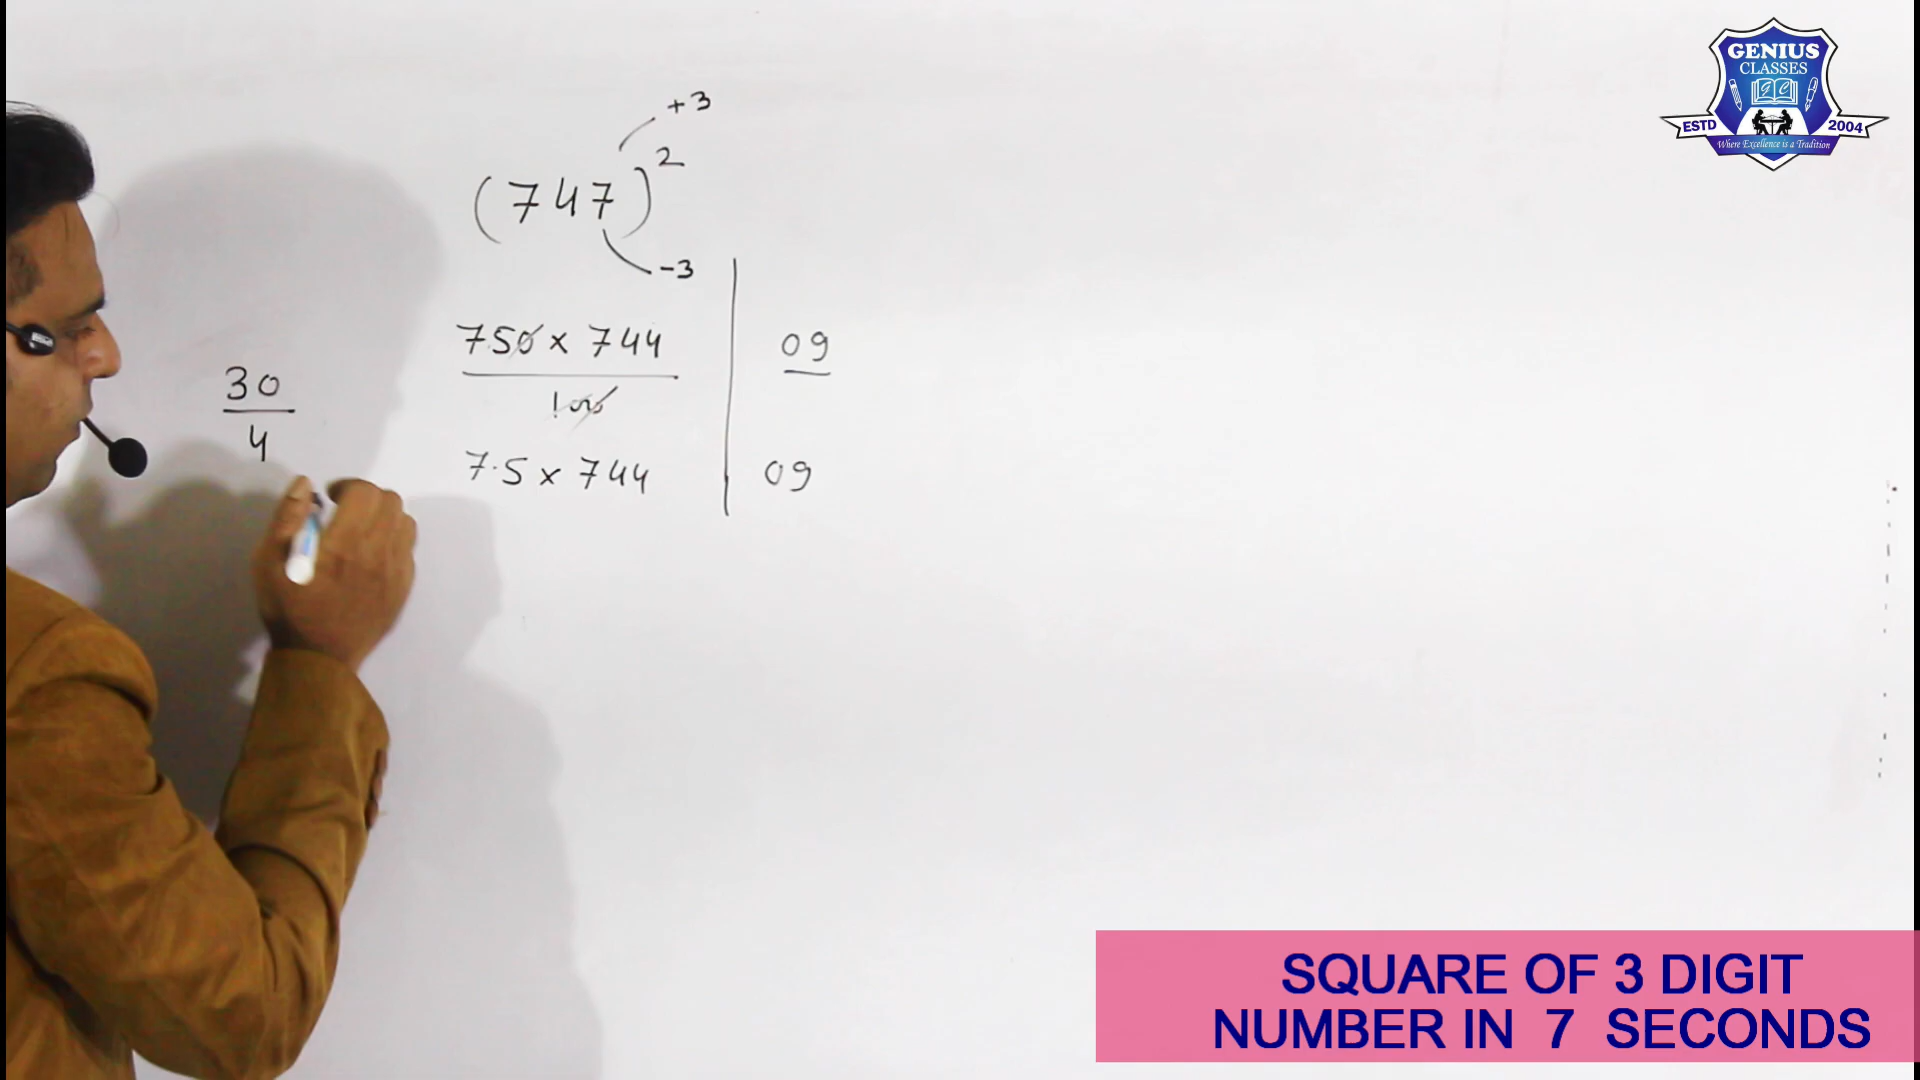 GENIUS
CLASSES
GC
ESTD 2004
Where Excellence is a Tradition
+3
(747)²
-3
750 × 744 | 09
100
7.5 × 744 | 09
30
4
SQUARE OF 3 DIGIT
NUMBER IN 7 SECONDS